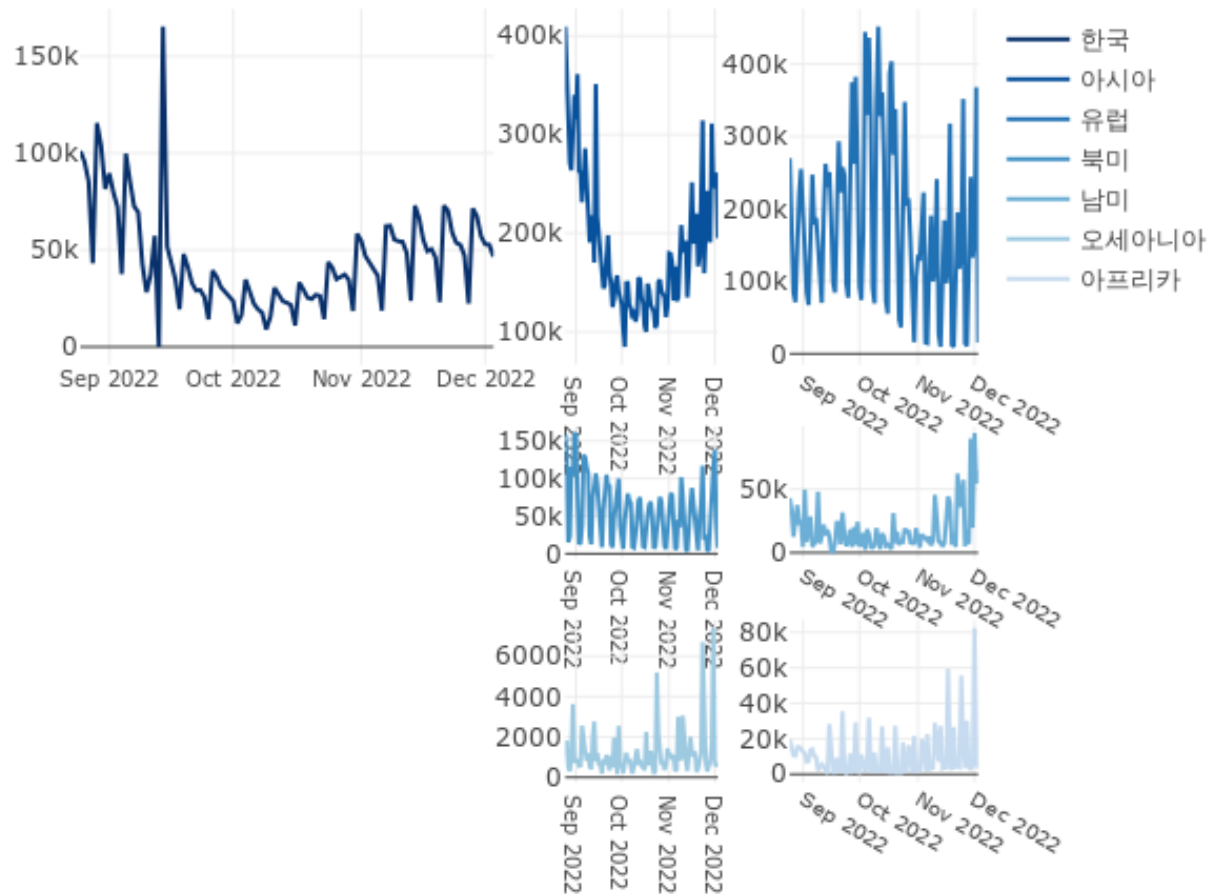 150k
100k
50k
0
Sep 2022
Oct 2022
Nov 2022
Dec 2022
400k
300k
200k
100k
Sep 2022
Oct 2022
Nov 2022
Dec 2022
400k
300k
200k
100k
0
Sep 2022
Oct 2022
Nov 2022
Dec 2022
한국
아시아
유럽
북미
남미
오세아니아
아프리카
150k
100k
50k
0
Sep 2022
Oct 2022
Nov 2022
Dec 2022
50k
0
Sep 2022
Oct 2022
Nov 2022
Dec 2022
6000
4000
2000
0
Sep 2022
Oct 2022
Nov 2022
Dec 2022
80k
60k
40k
20k
0
Sep 2022
Oct 2022
Nov 2022
Dec 2022